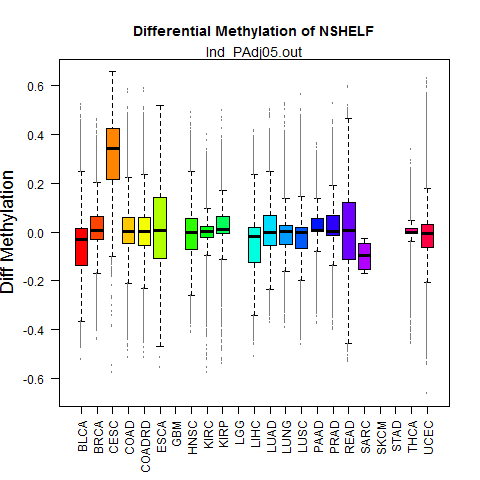 Differential Methylation of NSHELF
Ind_PAdj05.out
Diff Methylation
0.6
0.4
0.2
0.0
-0.2
-0.4
-0.6
BLCA
BRCA
CESC
COAD
COADRD
ESCA
GBM
HNSC
KIRC
KIRP
LGG
LIHC
LUAD
LUNG
LUSC
PAAD
PRAD
READ
SARC
SKCM
STAD
THCA
UCEC